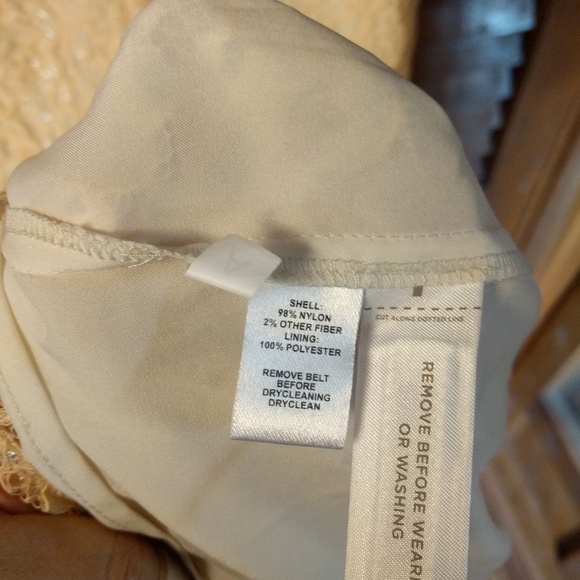 SHELL:
98% NYLON
2% OTHER FIBER
LINING:
100% POLYESTER
REMOVE BELT
BEFORE
DRYCLEANING
DRYCLEAN
CUT ALONG DOTTED LINE
REMOVE BEFORE WEARI
OR WASHING